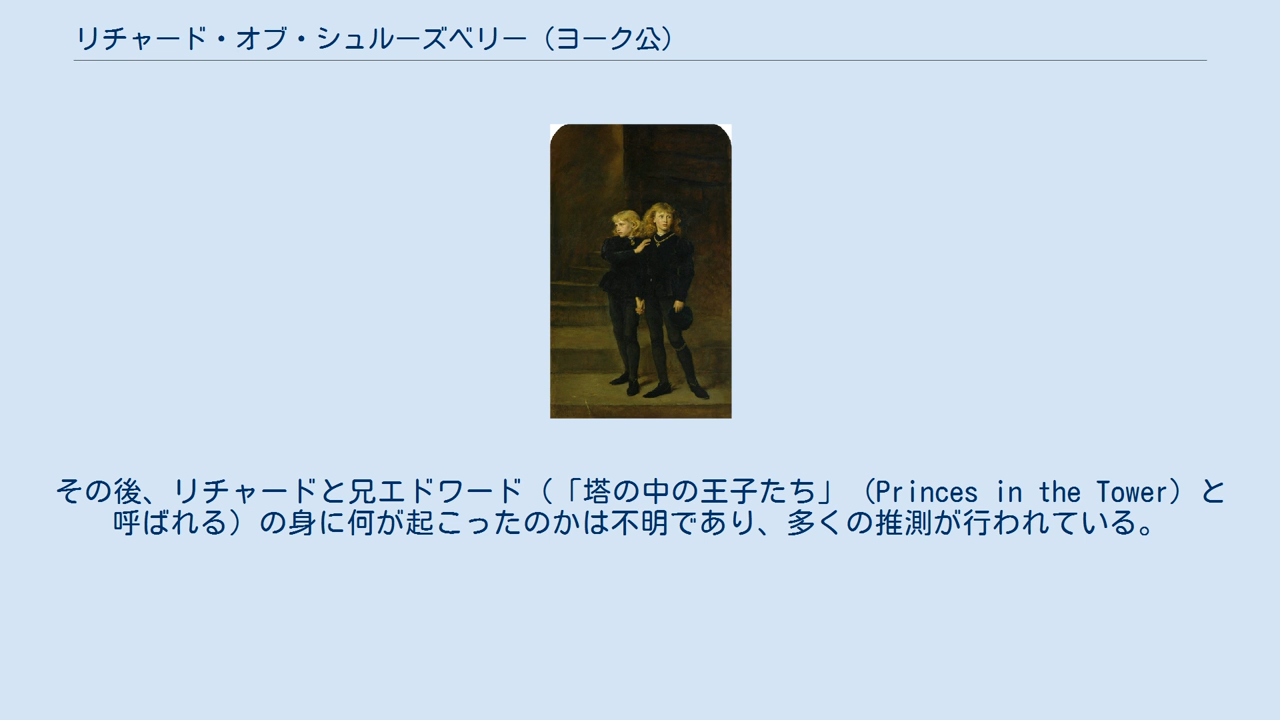 リチャード・オブ・シュルーズベリー（ヨーク公）
その後、リチャードと兄エドワード（「塔の中の王子たち」（Princes in the Tower）と
呼ばれる）の身に何が起こったのかは不明であり、多くの推測が行われている。